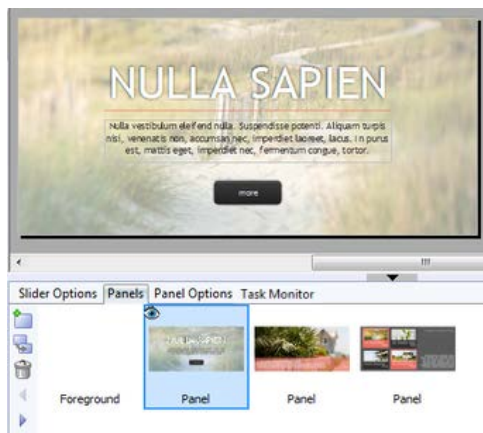 NULLA SAPIEN
Nulla vestibulum eleifend nulla. Suspendisse potenti. Aliquam turpis
nisi, venenatis non, accumsan nec, imperdiet laoreet, lacus. In purus
est, mattis eget, imperdiet nec, fermentum congue, tortor.
more
Slider Options Panels Panel Options Task Monitor
Foreground Panel Panel Panel